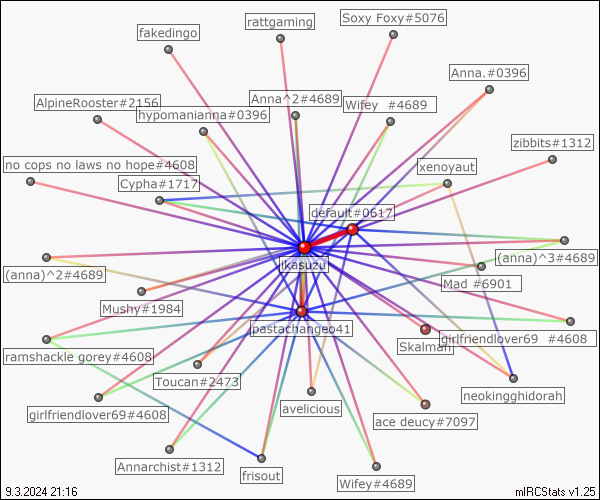 Soxy Foxy#5076
rattgaming
fakedingo
Anna.#0396
Anna^2#4689
AlpineRooster#2156
Wifey  #4689
hypomanianna#0396
zibbits#1312
no cops no laws no hope#4608
xenoyaut
Cypha#1717
default#0617
(anna)^3#4689
ikasuzu
(anna)^2#4689
Mad #6901
Mushy#1984
pastachangeo41
girlfriendlover69  #4608
Skalman
ramshackle gorey#4608
Toucan#2473
neokingghidorah
avelicious
girlfriendlover69#4608
ace deucy#7097
Annarchist#1312
frisout
Wifey#4689
9.3.2024 21:16
mIRCStats v1.25